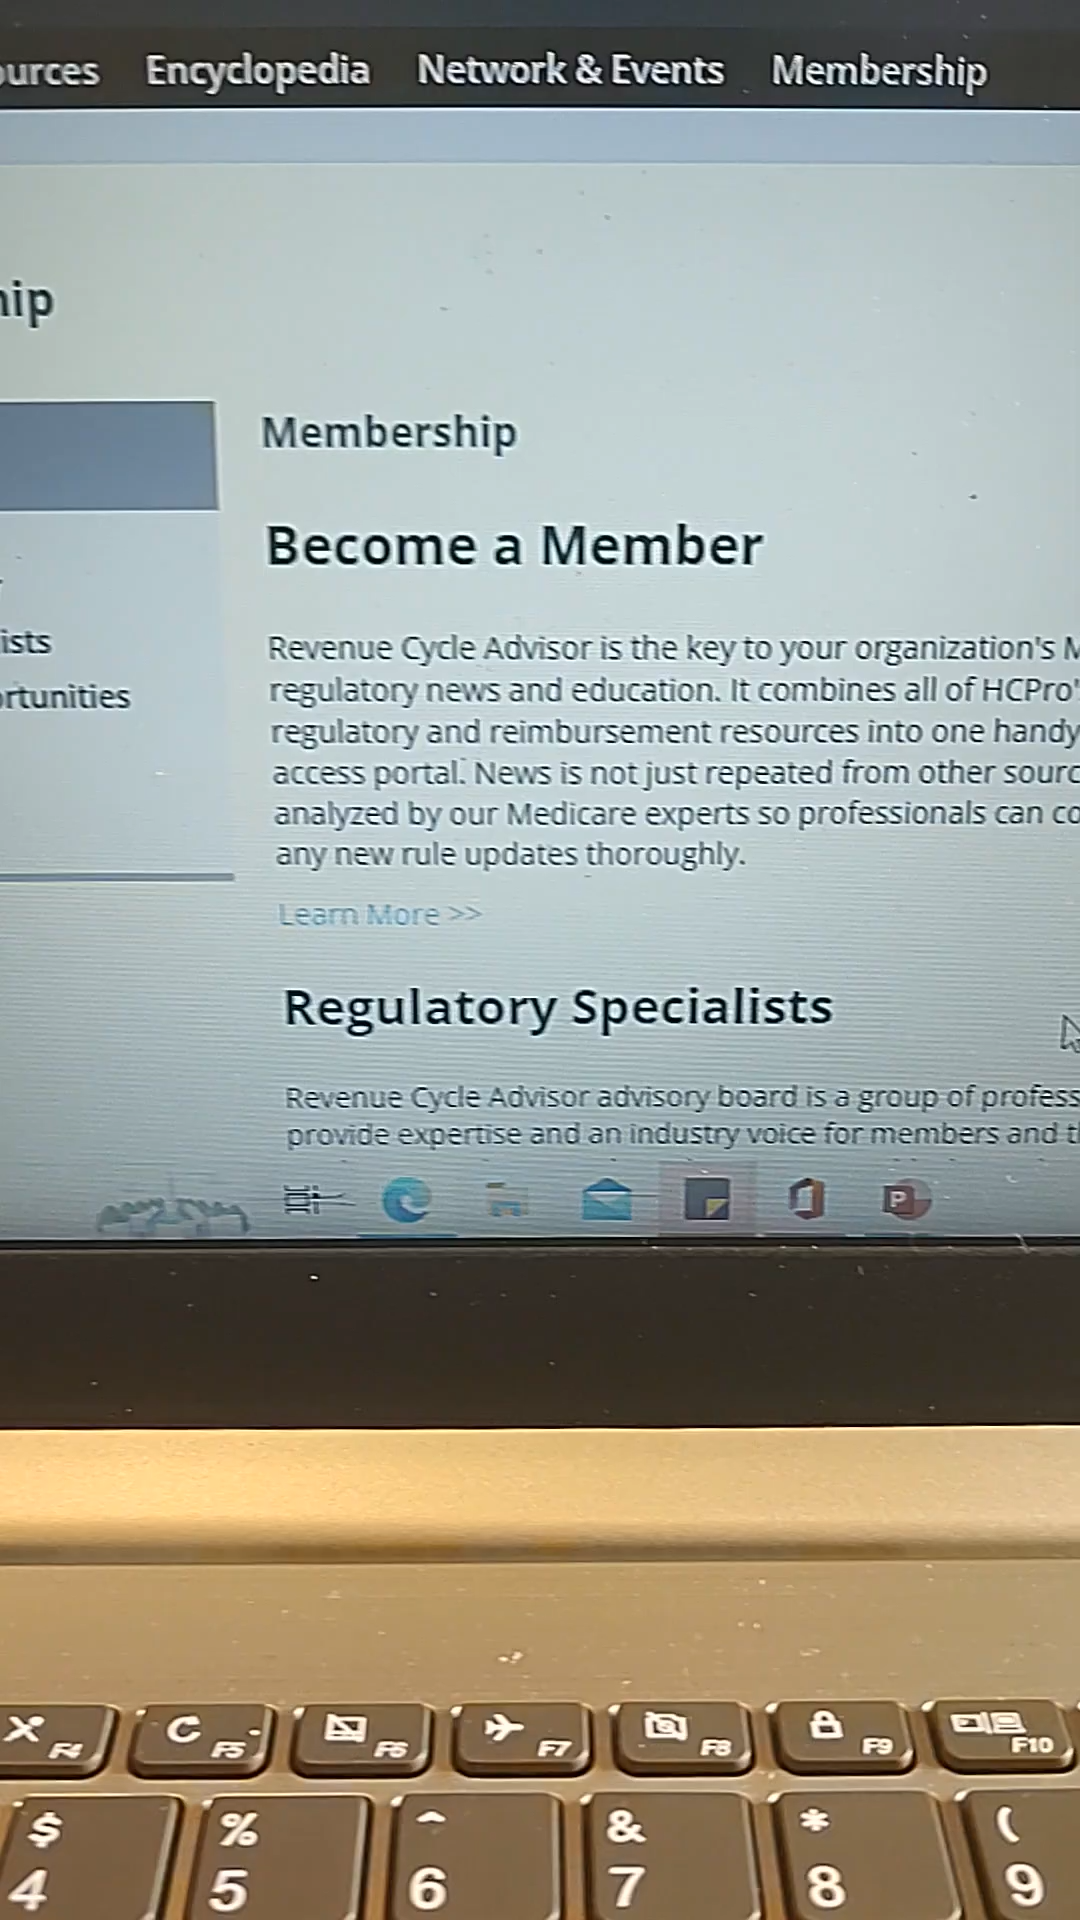 ources Encyclopedia Network & Events Membership
hip
Membership
Become a Member
ists
rtunities
Revenue Cycle Advisor is the key to your organization's M
regulatory news and education. It combines all of HCPro'
regulatory and reimbursement resources into one handy
access portal. News is not just repeated from other sourc
analyzed by our Medicare experts so professionals can co
any new rule updates thoroughly.
Learn More >>
Regulatory Specialists
Revenue Cycle Advisor advisory board is a group of profess
provide expertise and an industry voice for members and t
P
F4 F5 F6 F7 F8 F9 F10
$ % ^ & * (
4 5 6 7 8 9